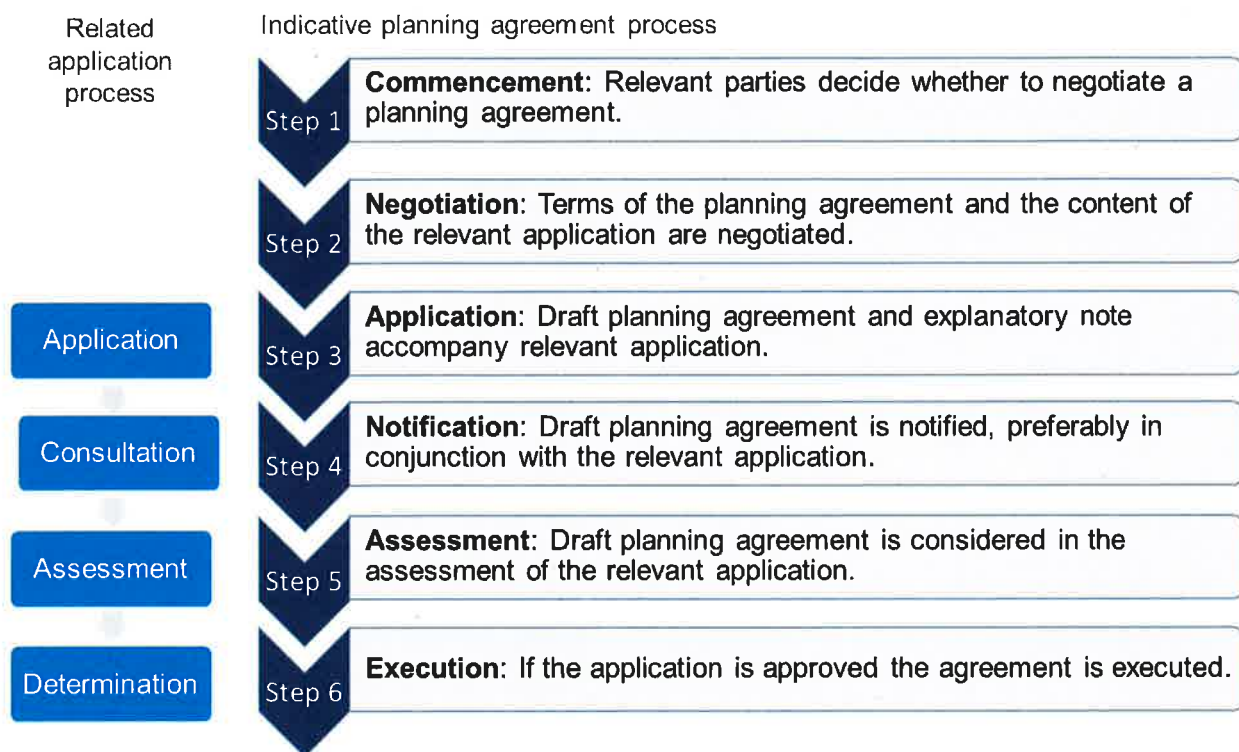 Related
application
process
Indicative planning agreement process
Step 1
Commencement: Relevant parties decide whether to negotiate a
planning agreement.
Step 2
Negotiation: Terms of the planning agreement and the content of
the relevant application are negotiated.
Application
Step 3
Application: Draft planning agreement and explanatory note
accompany relevant application.
Consultation
Step 4
Notification: Draft planning agreement is notified, preferably in
conjunction with the relevant application.
Assessment
Step 5
Assessment: Draft planning agreement is considered in the
assessment of the relevant application.
Determination
Step 6
Execution: If the application is approved the agreement is executed.